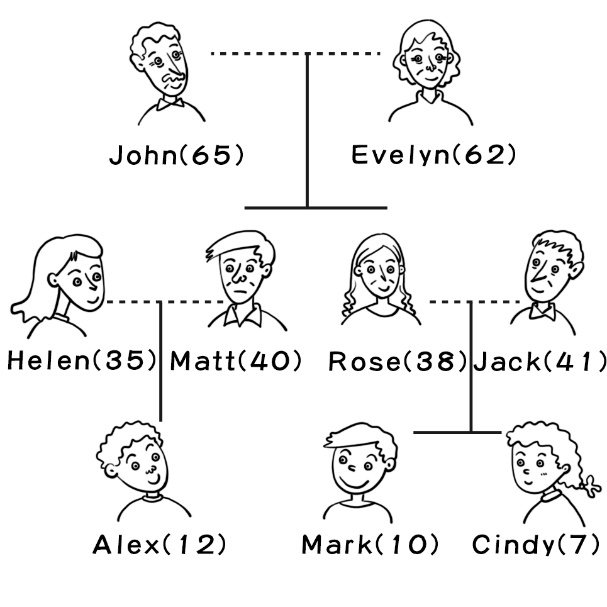 John(65) Evelyn(62)
Helen(35) Matt(40) Rose(38) Jack(41)
Alex(12) Mark(10) Cindy(7)